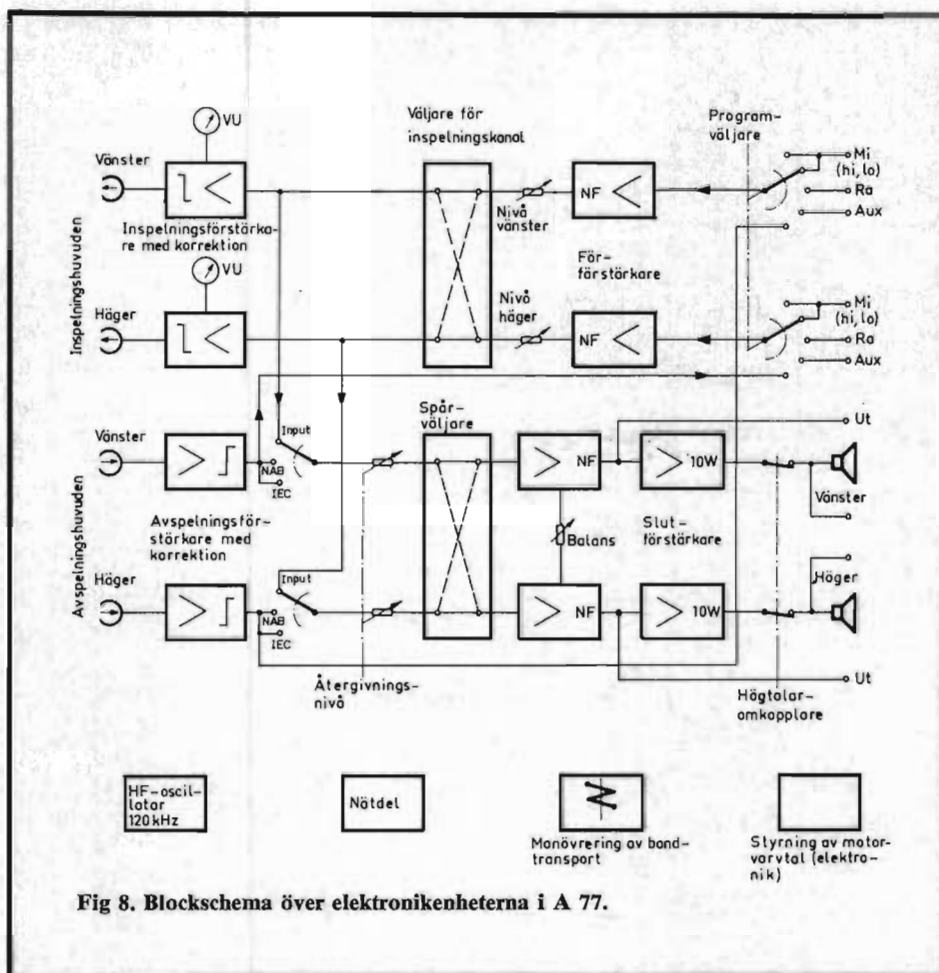 VU
Vänster
Inspelningsförstärka-
re med korrektion
VU
Höger
Inspelningshuvuden
Väljare för
inspelningskanal
Nivå
vänster
Nivå
höger
NF
För-
förstärkare
NF
Program-
väljare
Mi
(hi, lo)
Ra
Aux
Mi
(hi, lo)
Ra
Aux
Vänster
Input
NAB
IEC
Avspelningsför-
stärkare med
korrektion
Höger
Input
NAB
IEC
Avspelningshuvuden
Återgivnings-
nivå
Spår-
väljare
NF
Balans
NF
10W
Slut-
förstärkare
10W
Ut
Vänster
Höger
Ut
Högtalar-
omkopplare
HF-oscil-
lator
120kHz
Nätdel
Manövrering av band-
transport
Styrning av motor-
varvtal (elektro-
nik)
Fig 8. Blockschema över elektronikenheterna i A 77.